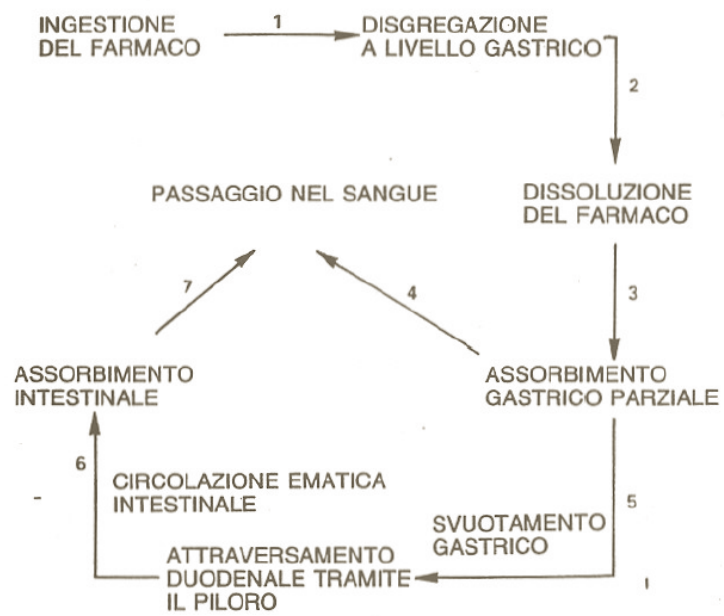 INGESTIONE
DEL FARMACO
1
DISGREGAZIONE
A LIVELLO GASTRICO
2
PASSAGGIO NEL SANGUE
DISSOLUZIONE
DEL FARMACO
7
4
3
ASSORBIMENTO
INTESTINALE
ASSORBIMENTO
GASTRICO PARZIALE
6
CIRCOLAZIONE EMATICA
INTESTINALE
5
SVUOTAMENTO
GASTRICO
ATTRAVERSAMENTO
DUODENALE TRAMITE
IL PILORO